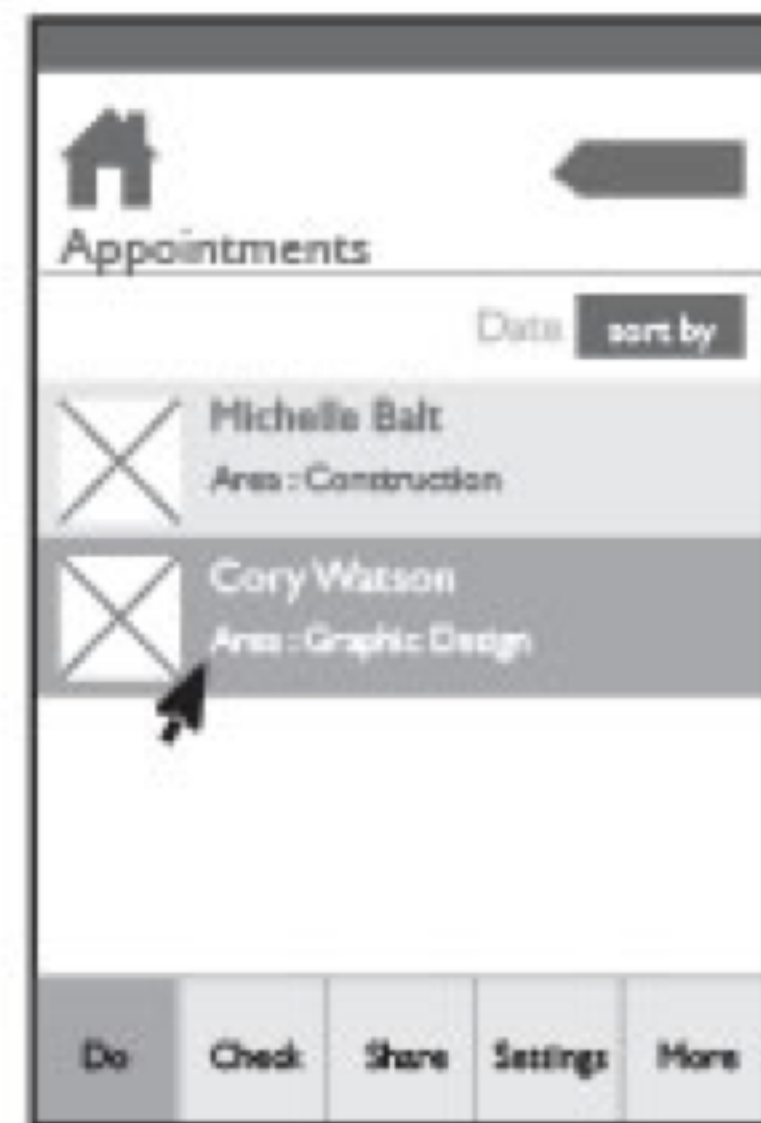 Appointments
Date sort by
Michelle Balt
Area : Construction
Cory Watson
Area : Graphic Design
Do Check Share Settings More